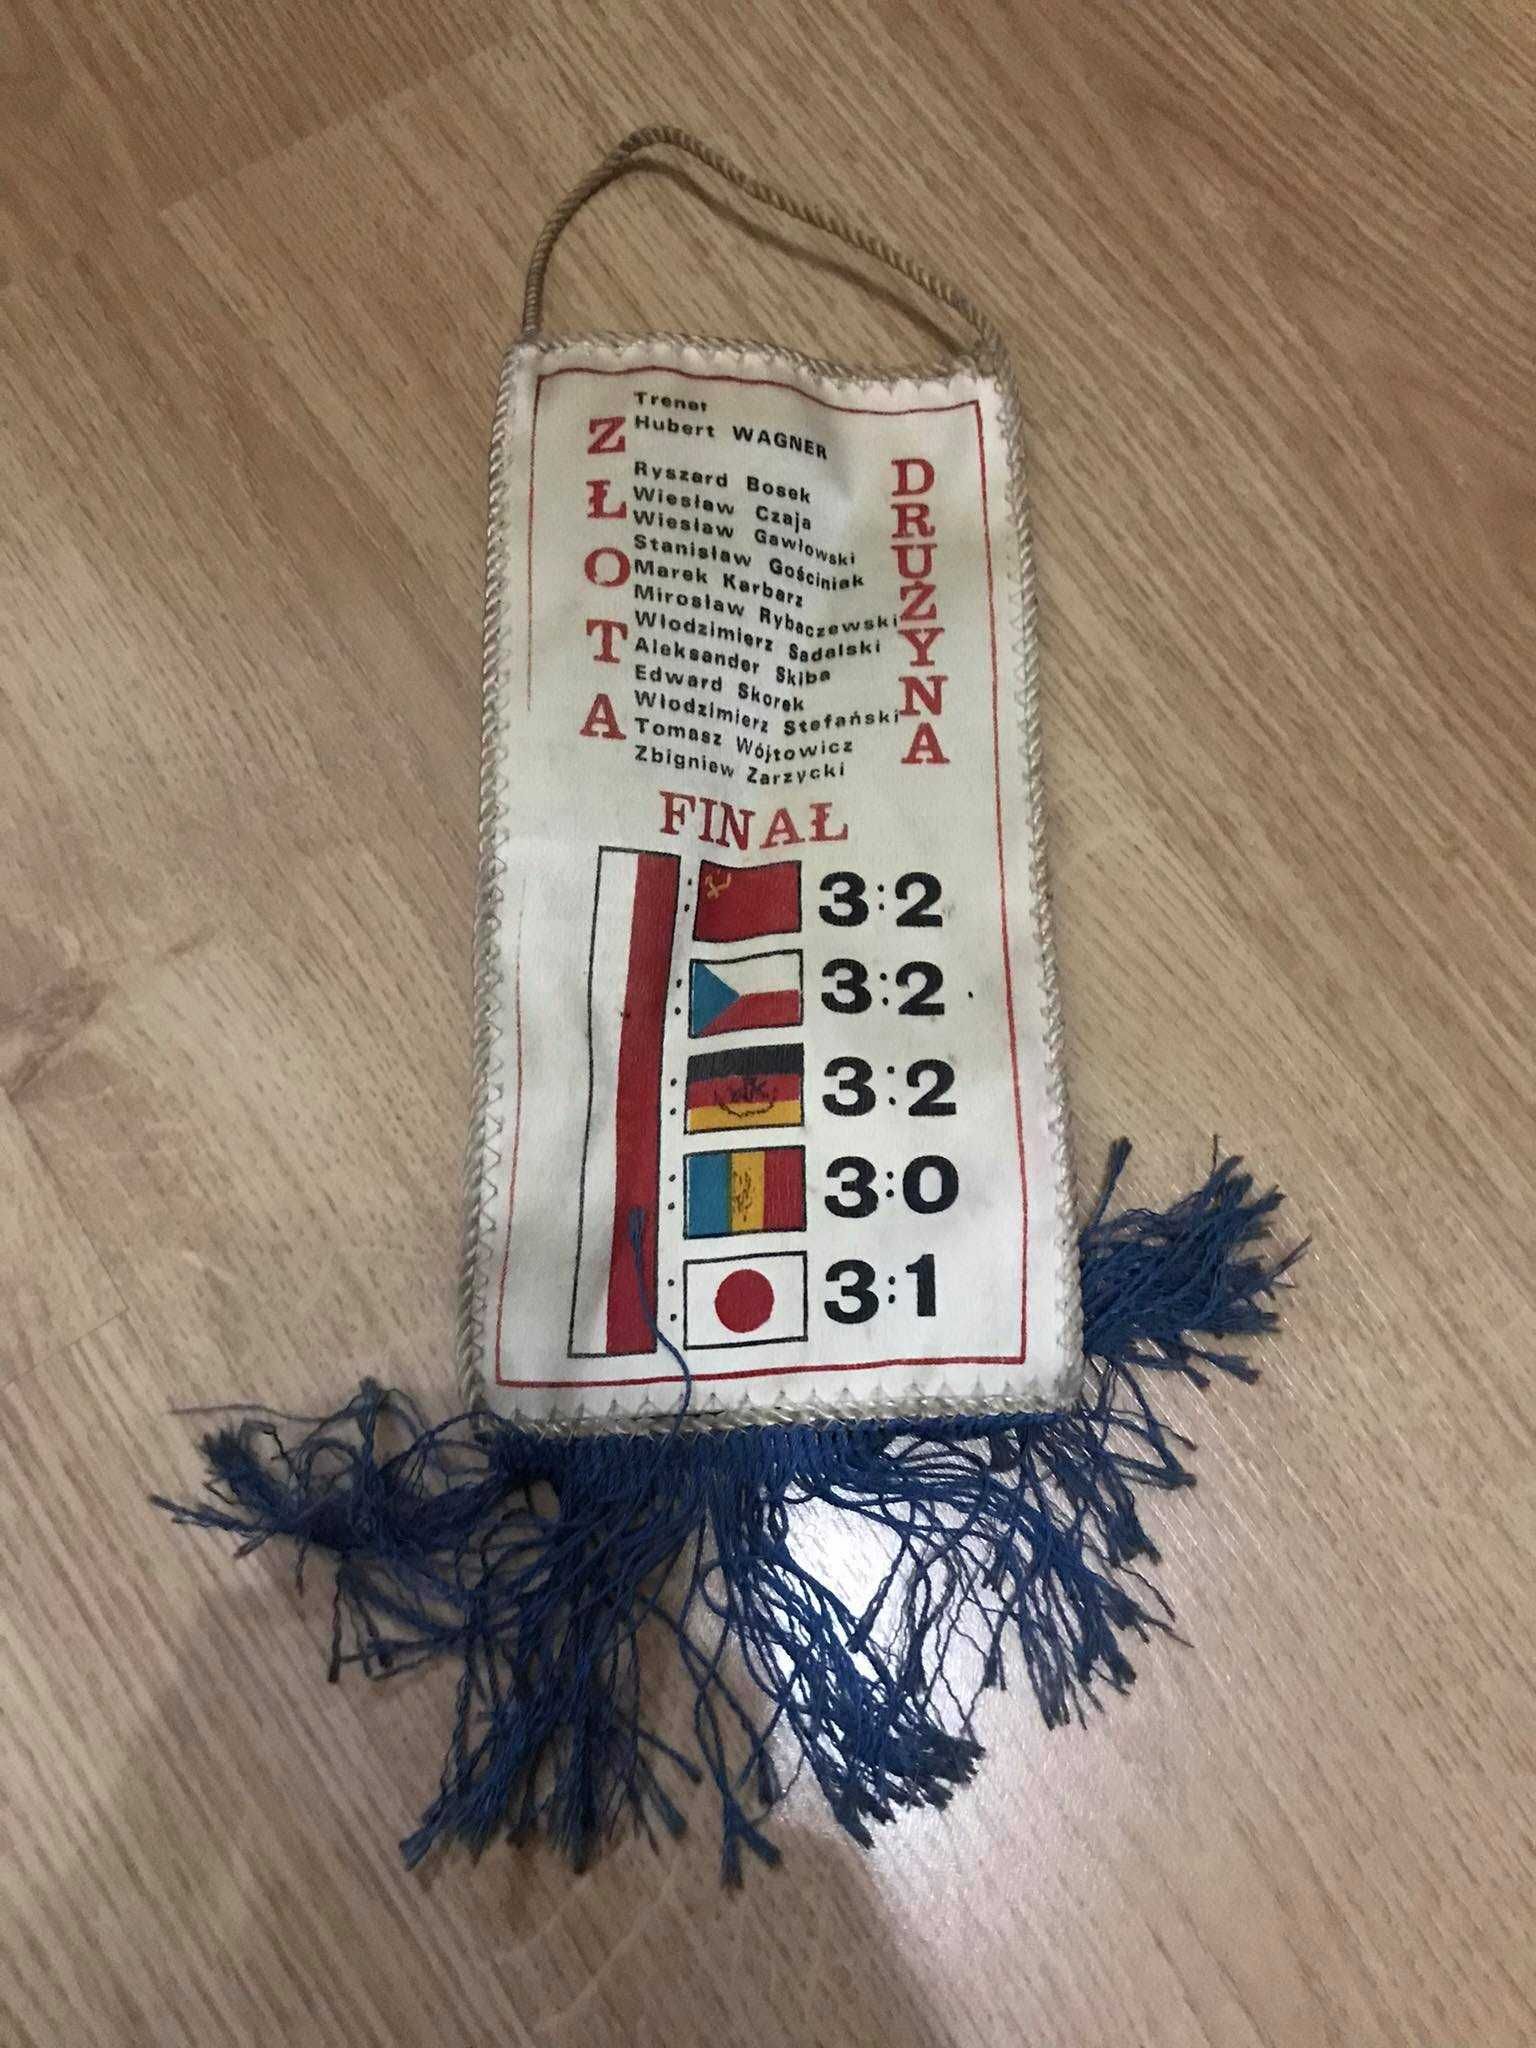 ZŁOTA
DRUŻYNA
Trener
Hubert WAGNER
Ryszard Bosek
Wiesław Czaja
Wiesław Gawłowski
Stanisław Gościniak
Marek Karbarz
Mirosław Rybaczewski
Włodzimierz Sadalski
Aleksander Skiba
Edward Skorek
Włodzimierz Stefański
Tomasz Wójtowicz
Zbigniew Zarzycki
FINAŁ
: 3:2
: 3:2
: 3:2
: 3:0
: 3:1